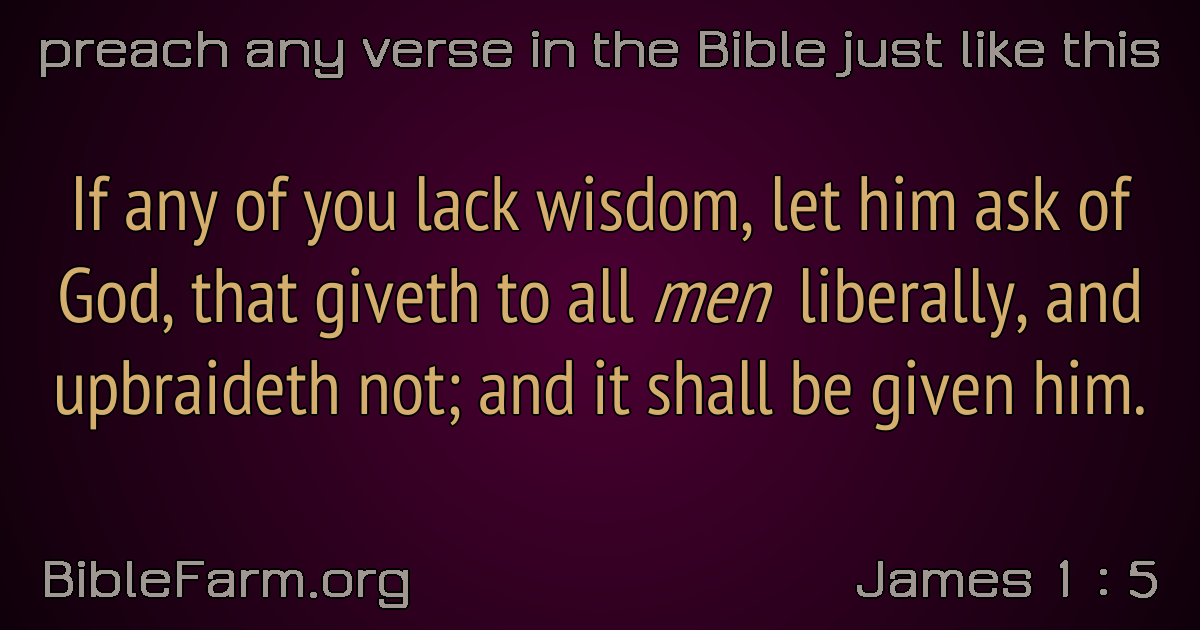 preach any verse in the Bible just like this
If any of you lack wisdom, let him ask of
God, that giveth to all men liberally, and
upbraideth not; and it shall be given him.
BibleFarm.org
James 1 : 5